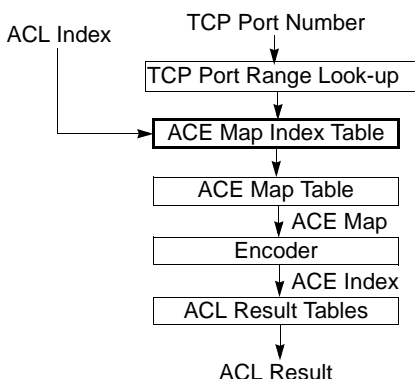 ACL Index
TCP Port Number
TCP Port Range Look-up
ACE Map Index Table
ACE Map Table
ACE Map
Encoder
ACE Index
ACL Result Tables
ACL Result